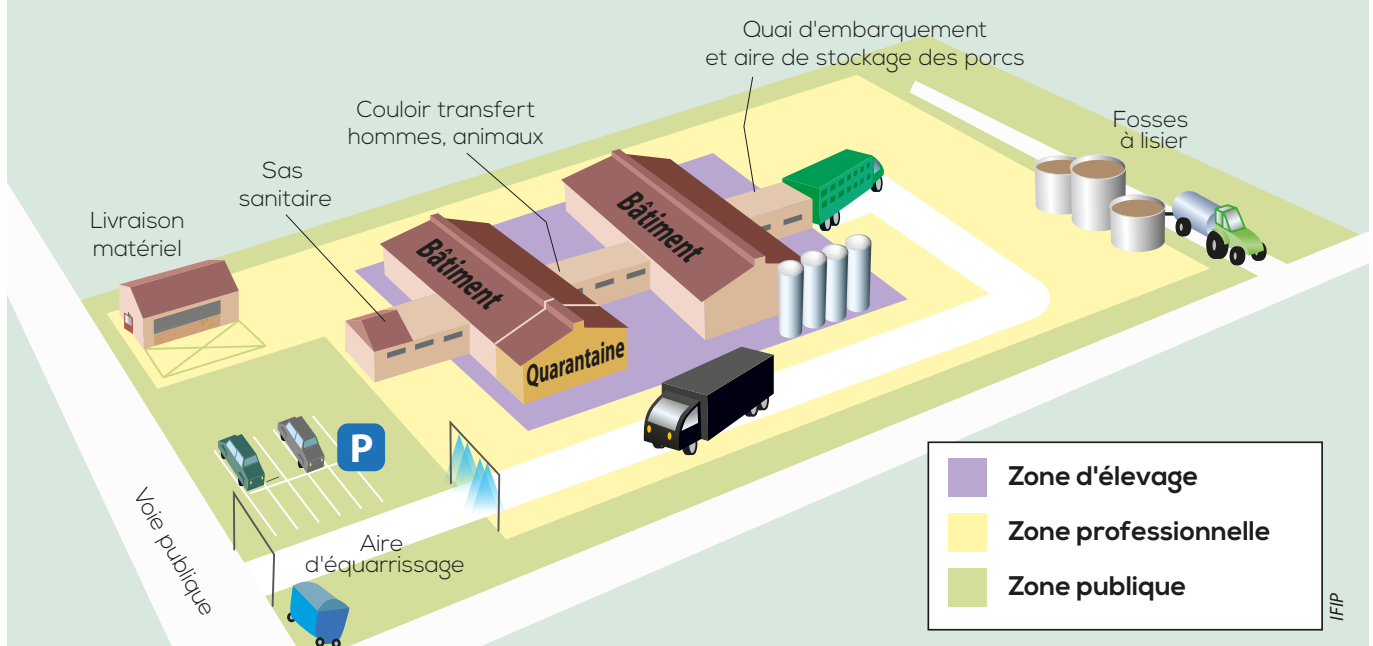 Quai d'embarquement
et aire de stockage des porcs
Couloir transfert
hommes, animaux
Fosses
à lisier
Sas
sanitaire
Livraison
matériel
Bâtiment
Bâtiment
Quarantaine
P
Voie publique
Aire
d'équarrissage
Zone d'élevage
Zone professionnelle
Zone publique
IFIP